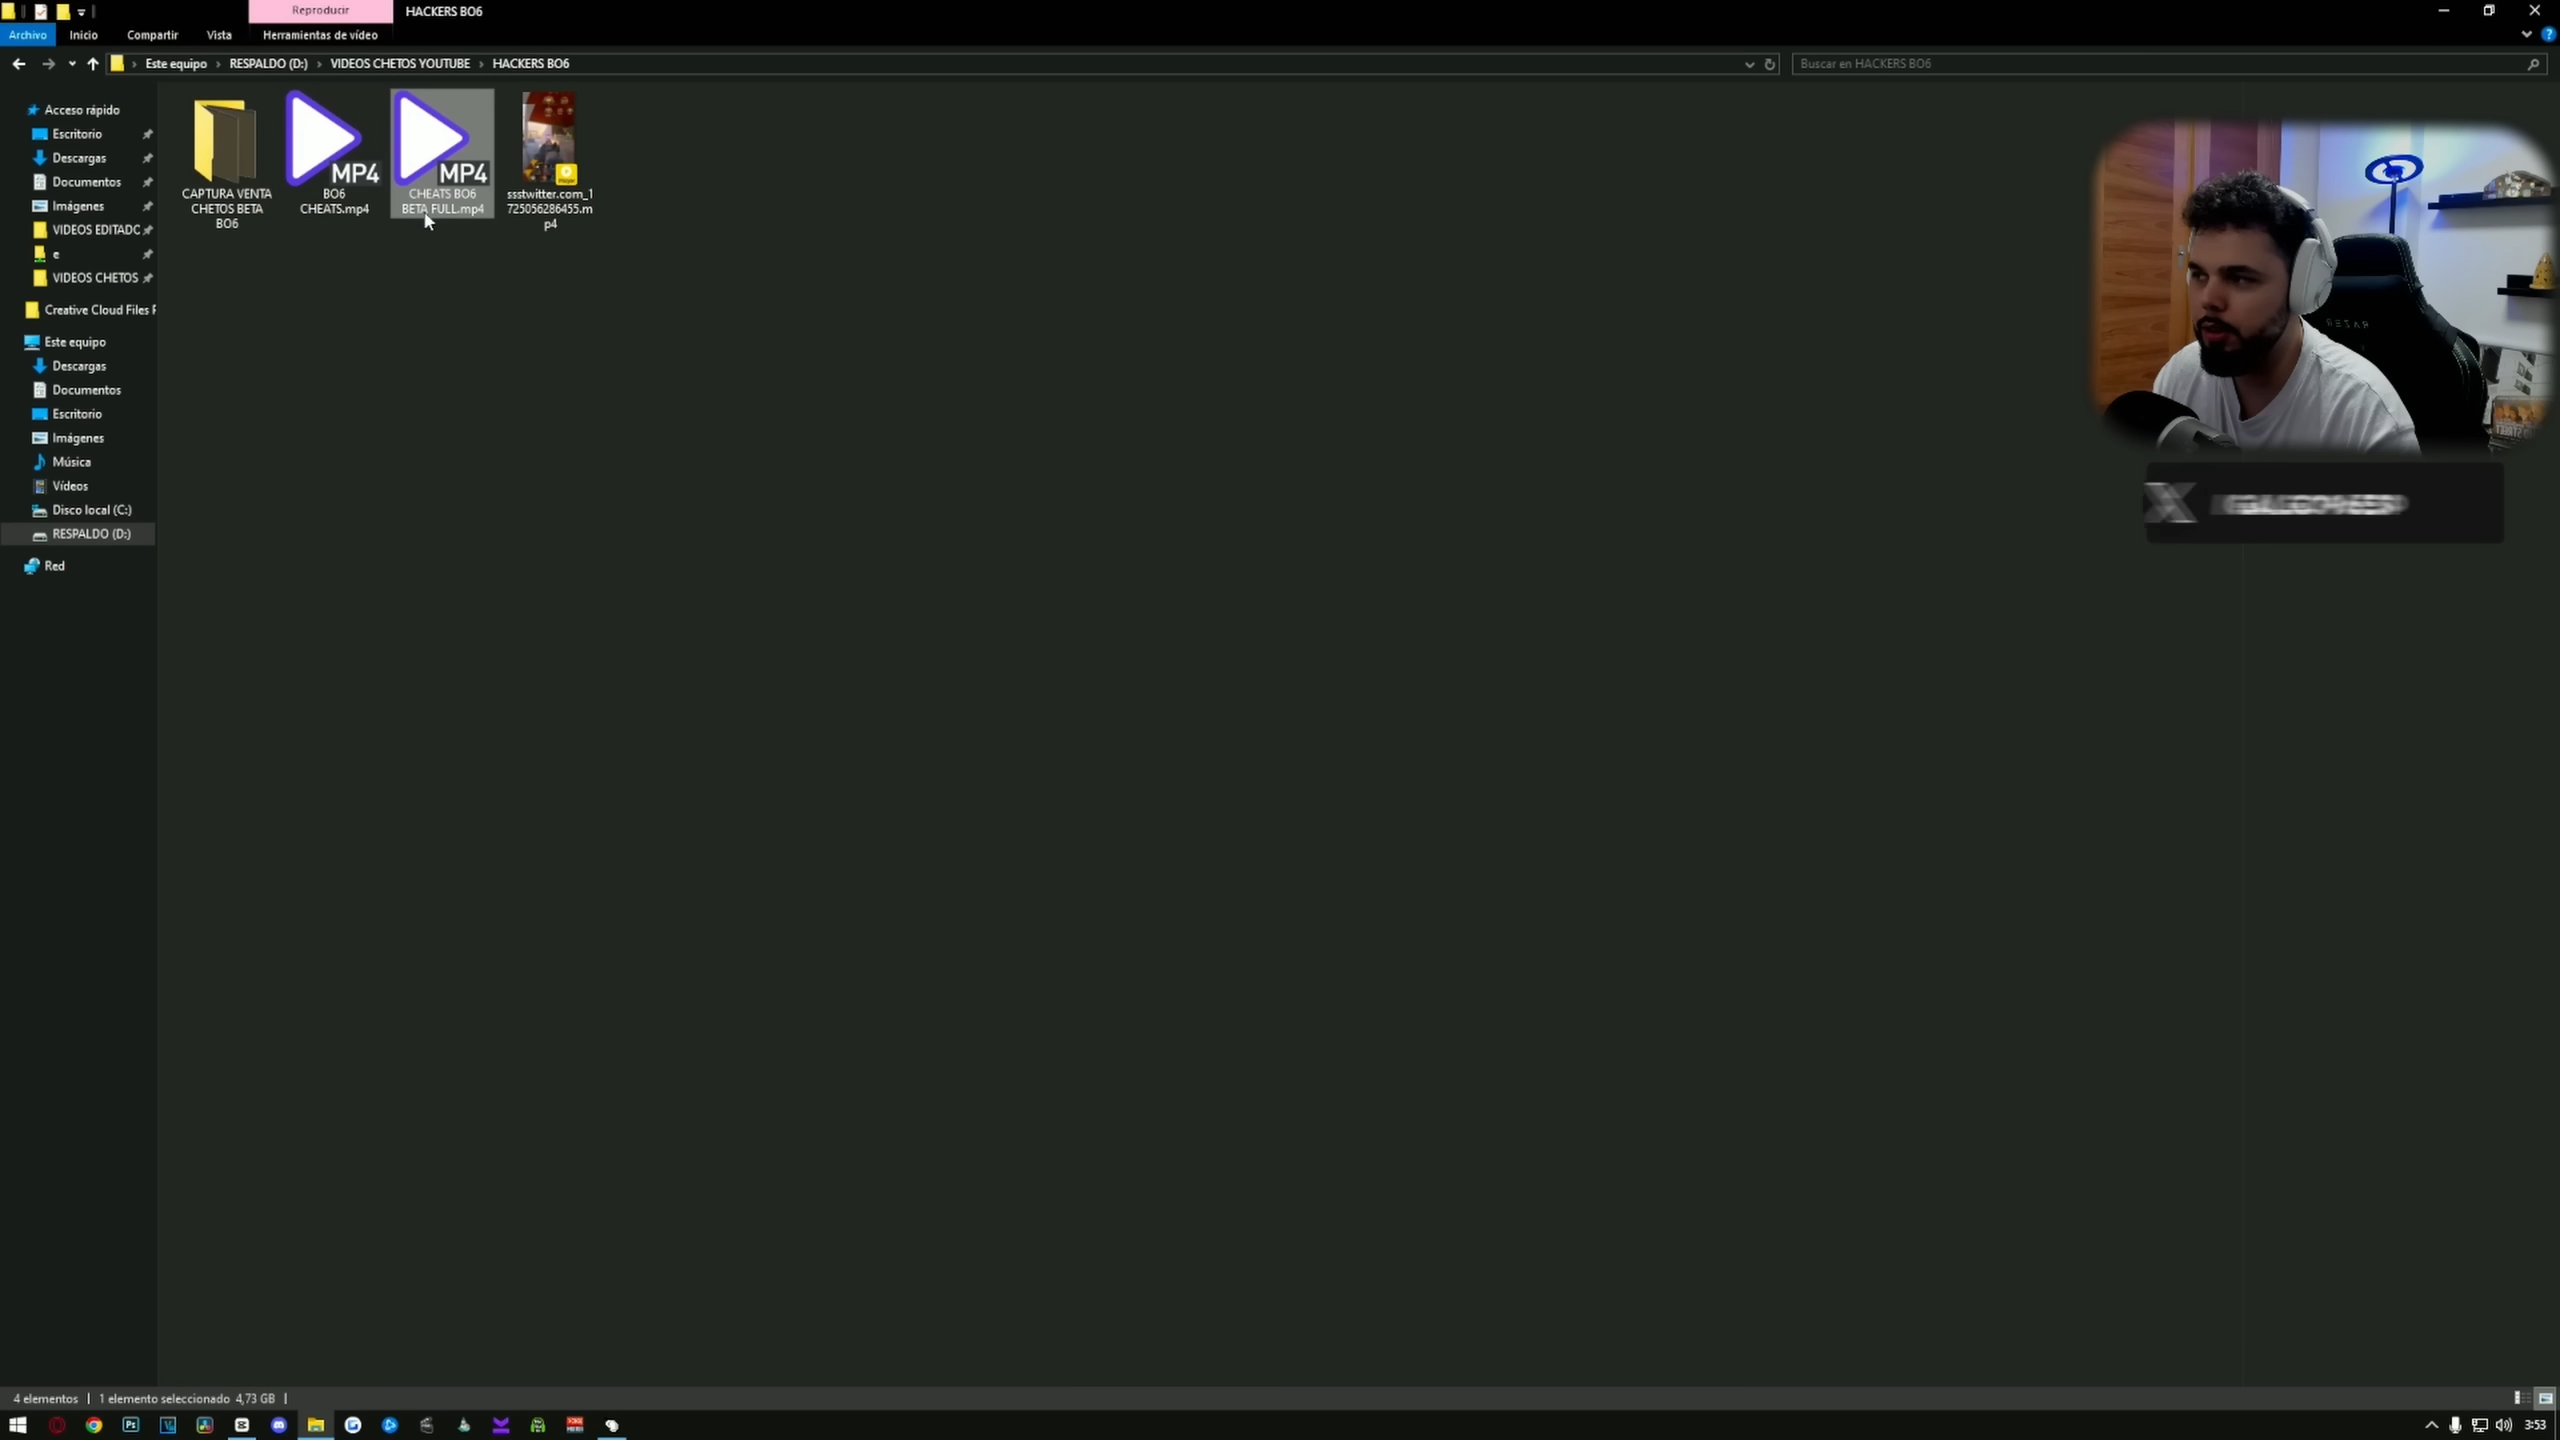 Reproducir
HACKERS BO6
Archivo
Inicio
Compartir
Vista
Herramientas de vídeo
Este equipo › RESPALDO (D:) › VIDEOS CHETOS YOUTUBE › HACKERS BO6
Buscar en HACKERS BO6
Acceso rápido
Escritorio
Descargas
Documentos
Imágenes
VIDEOS EDITADC
e
VIDEOS CHETOS
Creative Cloud Files F
Este equipo
Descargas
Documentos
Escritorio
Imágenes
Música
Vídeos
Disco local (C:)
RESPALDO (D:)
Red
CAPTURA VENTA
CHETOS BETA
BO6
MP4
BO6
CHEATS.mp4
MP4
CHEATS BO6
BETA FULL.mp4
ssstwitter.com_1
725056286455.m
p4
RAZER
4 elementos
1 elemento seleccionado 4,73 GB
Ps
3:53